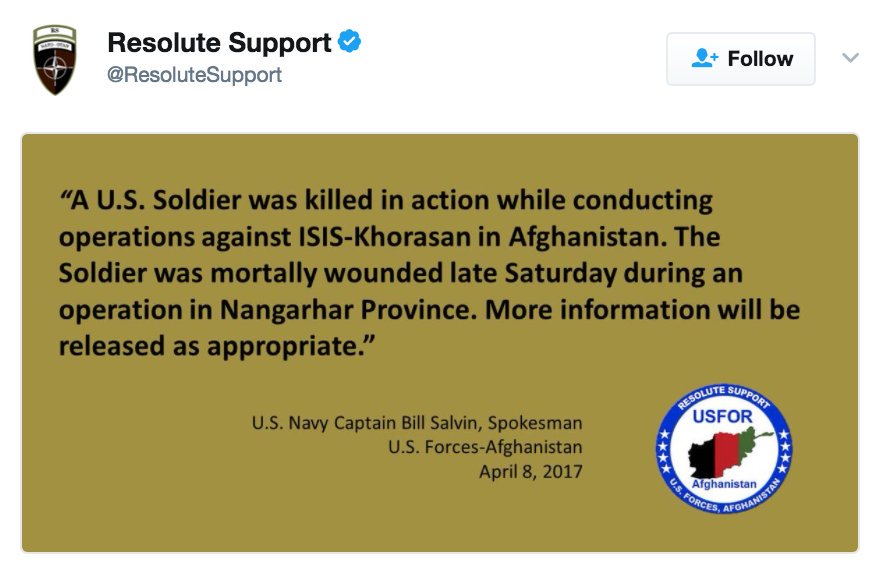 RS
Resolute Support
@ResoluteSupport
Follow
“A U.S. Soldier was killed in action while conducting
operations against ISIS-Khorasan in Afghanistan. The
Soldier was mortally wounded late Saturday during an
operation in Nangarhar Province. More information will be
released as appropriate.”
U.S. Navy Captain Bill Salvin, Spokesman
U.S. Forces-Afghanistan
April 8, 2017
RESOLUTE SUPPORT
USFOR
Afghanistan
U.S. FORCES, AFGHANISTAN